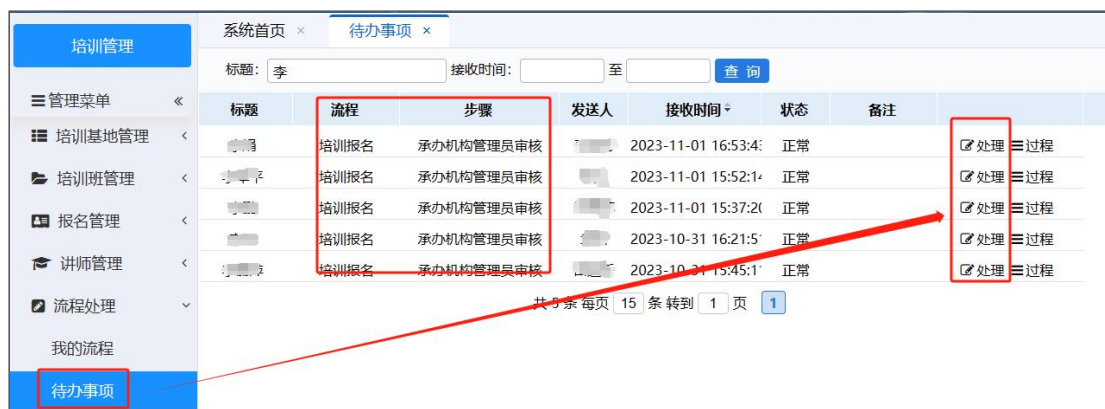 培训管理
管理菜单
培训基地管理
培训班管理
报名管理
讲师管理
流程处理
我的流程
待办事项
系统首页 × 待办事项 ×
标题: 李 接收时间: 至 查 询
标题 流程 步骤 发送人 接收时间 状态 备注
培训报名 承办机构管理员审核 2023-11-01 16:53:4 正常 处理 过程
培训报名 承办机构管理员审核 2023-11-01 15:52:1 正常 处理 过程
培训报名 承办机构管理员审核 2023-11-01 15:37:2 正常 处理 过程
培训报名 承办机构管理员审核 2023-10-31 16:21:5 正常 处理 过程
培训报名 承办机构管理员审核 2023-10-31 15:45:1 正常 处理 过程
共 5 条 每页 15 条 转到 1 页 1